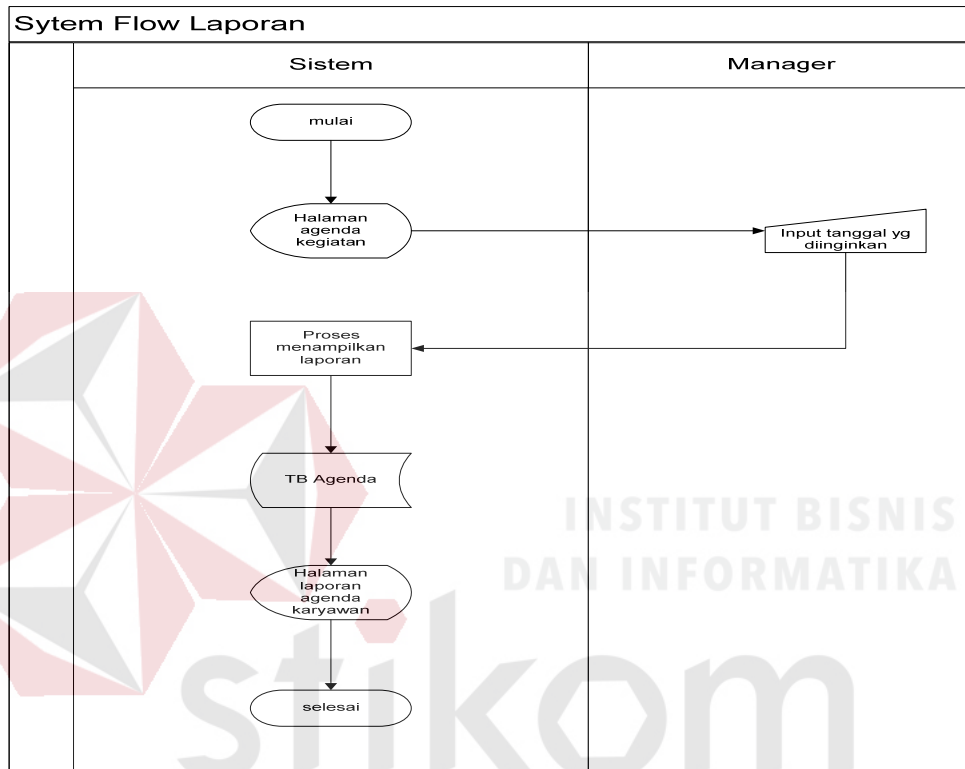 Sytem Flow Laporan
Sistem
Manager
mulai
Halaman
agenda
kegiatan
Input tanggal yg
diinginkan
Proses
menampilkan
laporan
TB Agenda
Halaman
laporan
agenda
karyawan
selesai
INSTITUT BISNIS
DAN INFORMATIKA
stikom